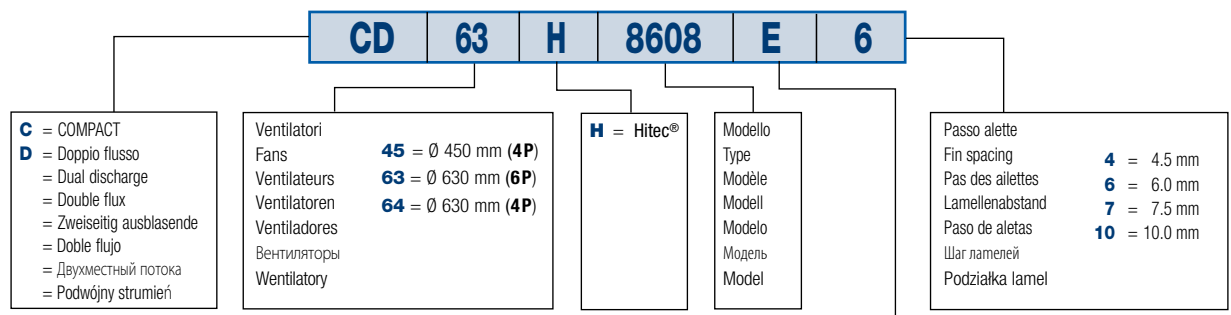 CD 63 H 8608 E 6
C = COMPACT
D = Doppio flusso
= Dual discharge
= Double flux
= Zweiseitig ausblasende
= Doble flujo
= Двухместный потока
= Podwójny strumień
Ventilatori
Fans
Ventilateurs
Ventilatoren
Ventiladores
Вентиляторы
Wentilatory
45 = Ø 450 mm (4P)
63 = Ø 630 mm (6P)
64 = Ø 630 mm (4P)
H = Hitec®
Modello
Type
Modèle
Modell
Modelo
Модель
Model
Passo alette
Fin spacing
Pas des ailettes
Lamellenabstand
Paso de aletas
Шаг лателей
Podziałka lamel
4 = 4.5 mm
6 = 6.0 mm
7 = 7.5 mm
10 = 10.0 mm